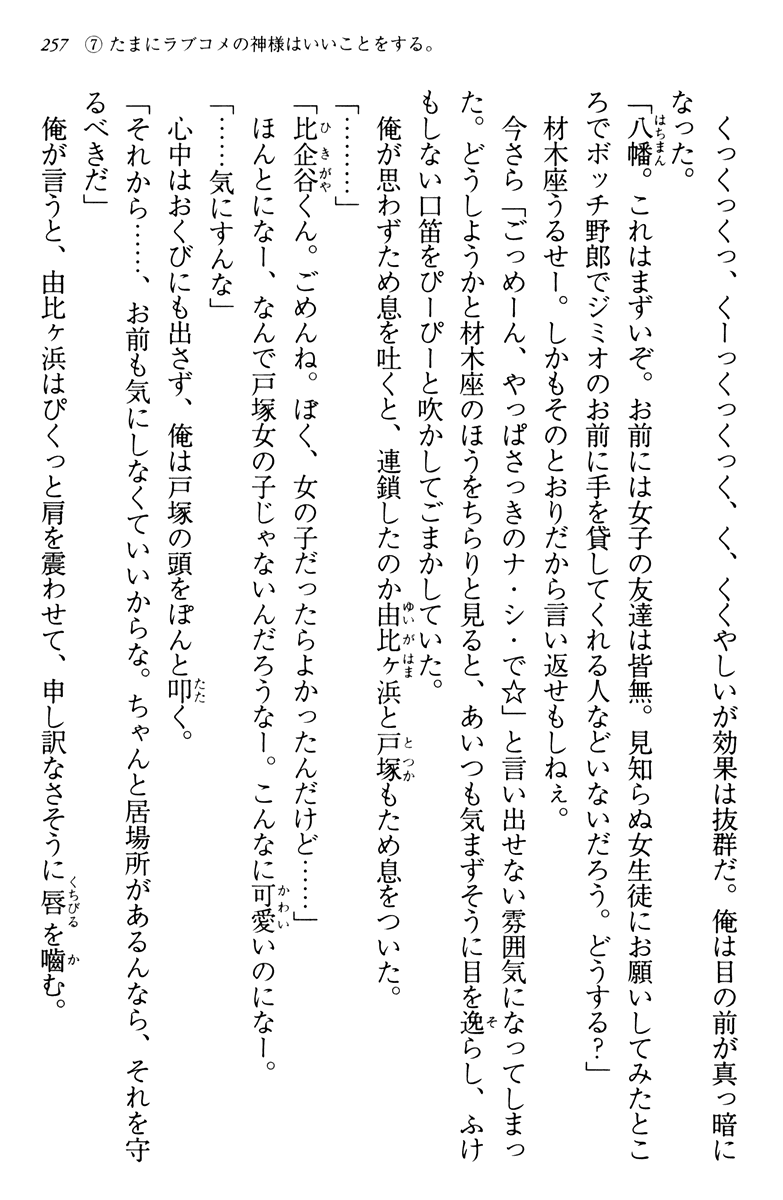 257 ⑦ たまにラブコメの神様はいいことをする。
くっくっくっ、くーっくっくっく、く、くくやしいが効果は抜群だ。俺は目の前が真っ暗に
なった。
「八幡。これはまずいぞ。お前には女子の友達は皆無。見知らぬ女生徒にお願いしてみたとこ
ろでボッチ野郎でジミオのお前に手を貸してくれる人などいないだろう。どうする?」
材木座うるせー。しかもそのとおりだから言い返せもしねぇ。
今さら「ごっめーん、やっぱさっきのナ・シ・で☆」と言い出せない雰囲気になってしまっ
た。どうしようかと材木座のほうをちらりと見ると、あいつも気まずそうに目を逸らし、ふけ
もしない口笛をぴーぴーと吹かしてごまかしていた。
俺が思わずため息を吐くと、連鎖したのか由比ヶ浜と戸塚もため息をついた。
「………」
「比企谷くん。ごめんね。ぼく、女の子だったらよかったんだけど……」
ほんとになー、なんで戸塚女の子じゃないんだろうなー。こんなに可愛いのになー。
「……気にすんな」
心中はおくびにも出さず、俺は戸塚の頭をぽんと叩く。
「それから……、お前も気にしなくていいからな。ちゃんと居場所があるんなら、それを守
るべきだ」
俺が言うと、由比ヶ浜はぴくっと肩を震わせて、申し訳なさそうに唇を嚙む。